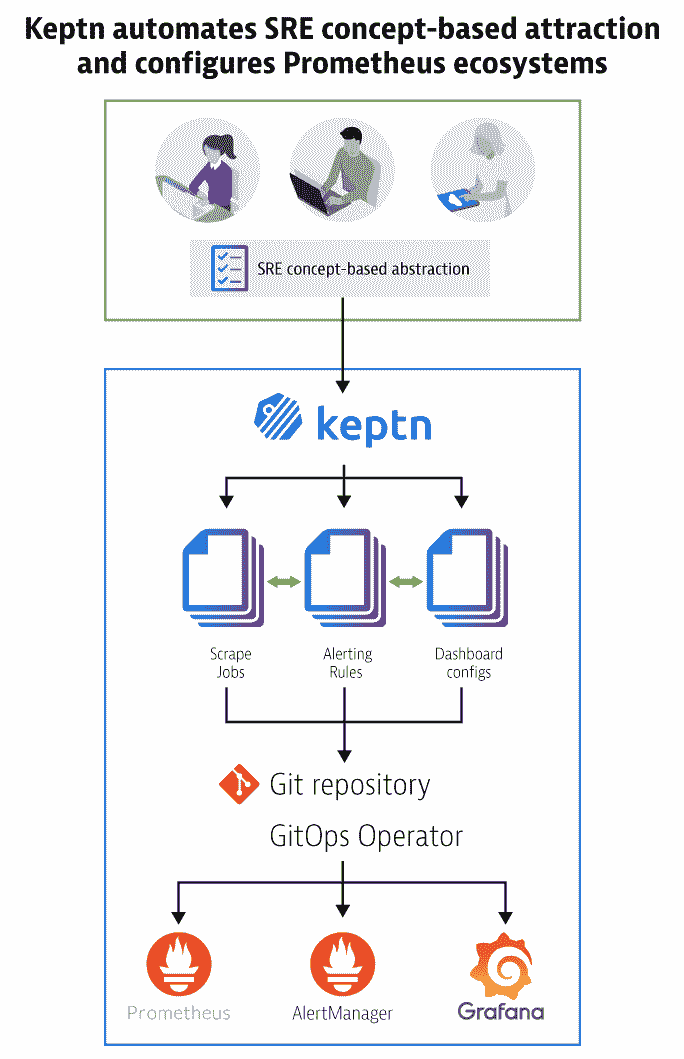 Keptn automates SRE concept-based attraction
and configures Prometheus ecosystems
SRE concept-based abstraction
keptn
Scrape
Jobs
Alerting
Rules
Dashboard
configs
Git repository
GitOps Operator
Prometheus
AlertManager
Grafana